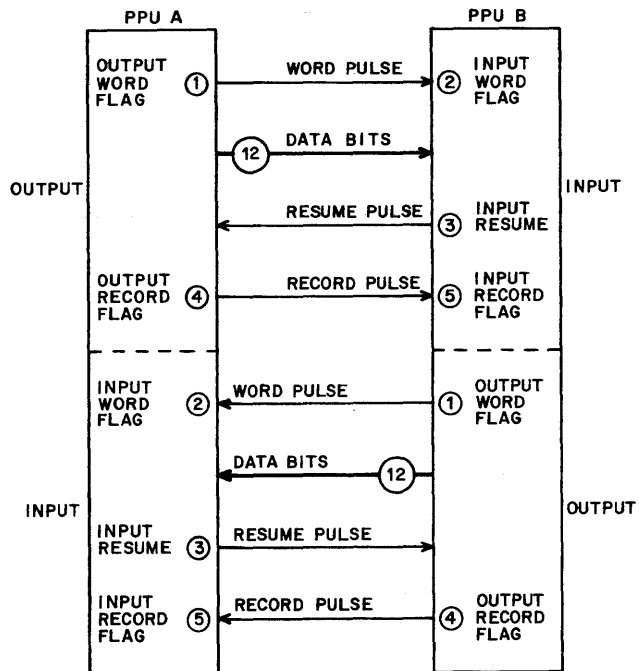 PPU A
PPU B
OUTPUT
WORD
FLAG
①
WORD PULSE
②
INPUT
WORD
FLAG
12
DATA BITS
OUTPUT
INPUT
RESUME PULSE
③
INPUT
RESUME
OUTPUT
RECORD
FLAG
④
RECORD PULSE
⑤
INPUT
RECORD
FLAG
INPUT
WORD
FLAG
②
WORD PULSE
①
OUTPUT
WORD
FLAG
DATA BITS
12
INPUT
OUTPUT
INPUT
RESUME
③
RESUME PULSE
INPUT
RECORD
FLAG
⑤
RECORD PULSE
④
OUTPUT
RECORD
FLAG